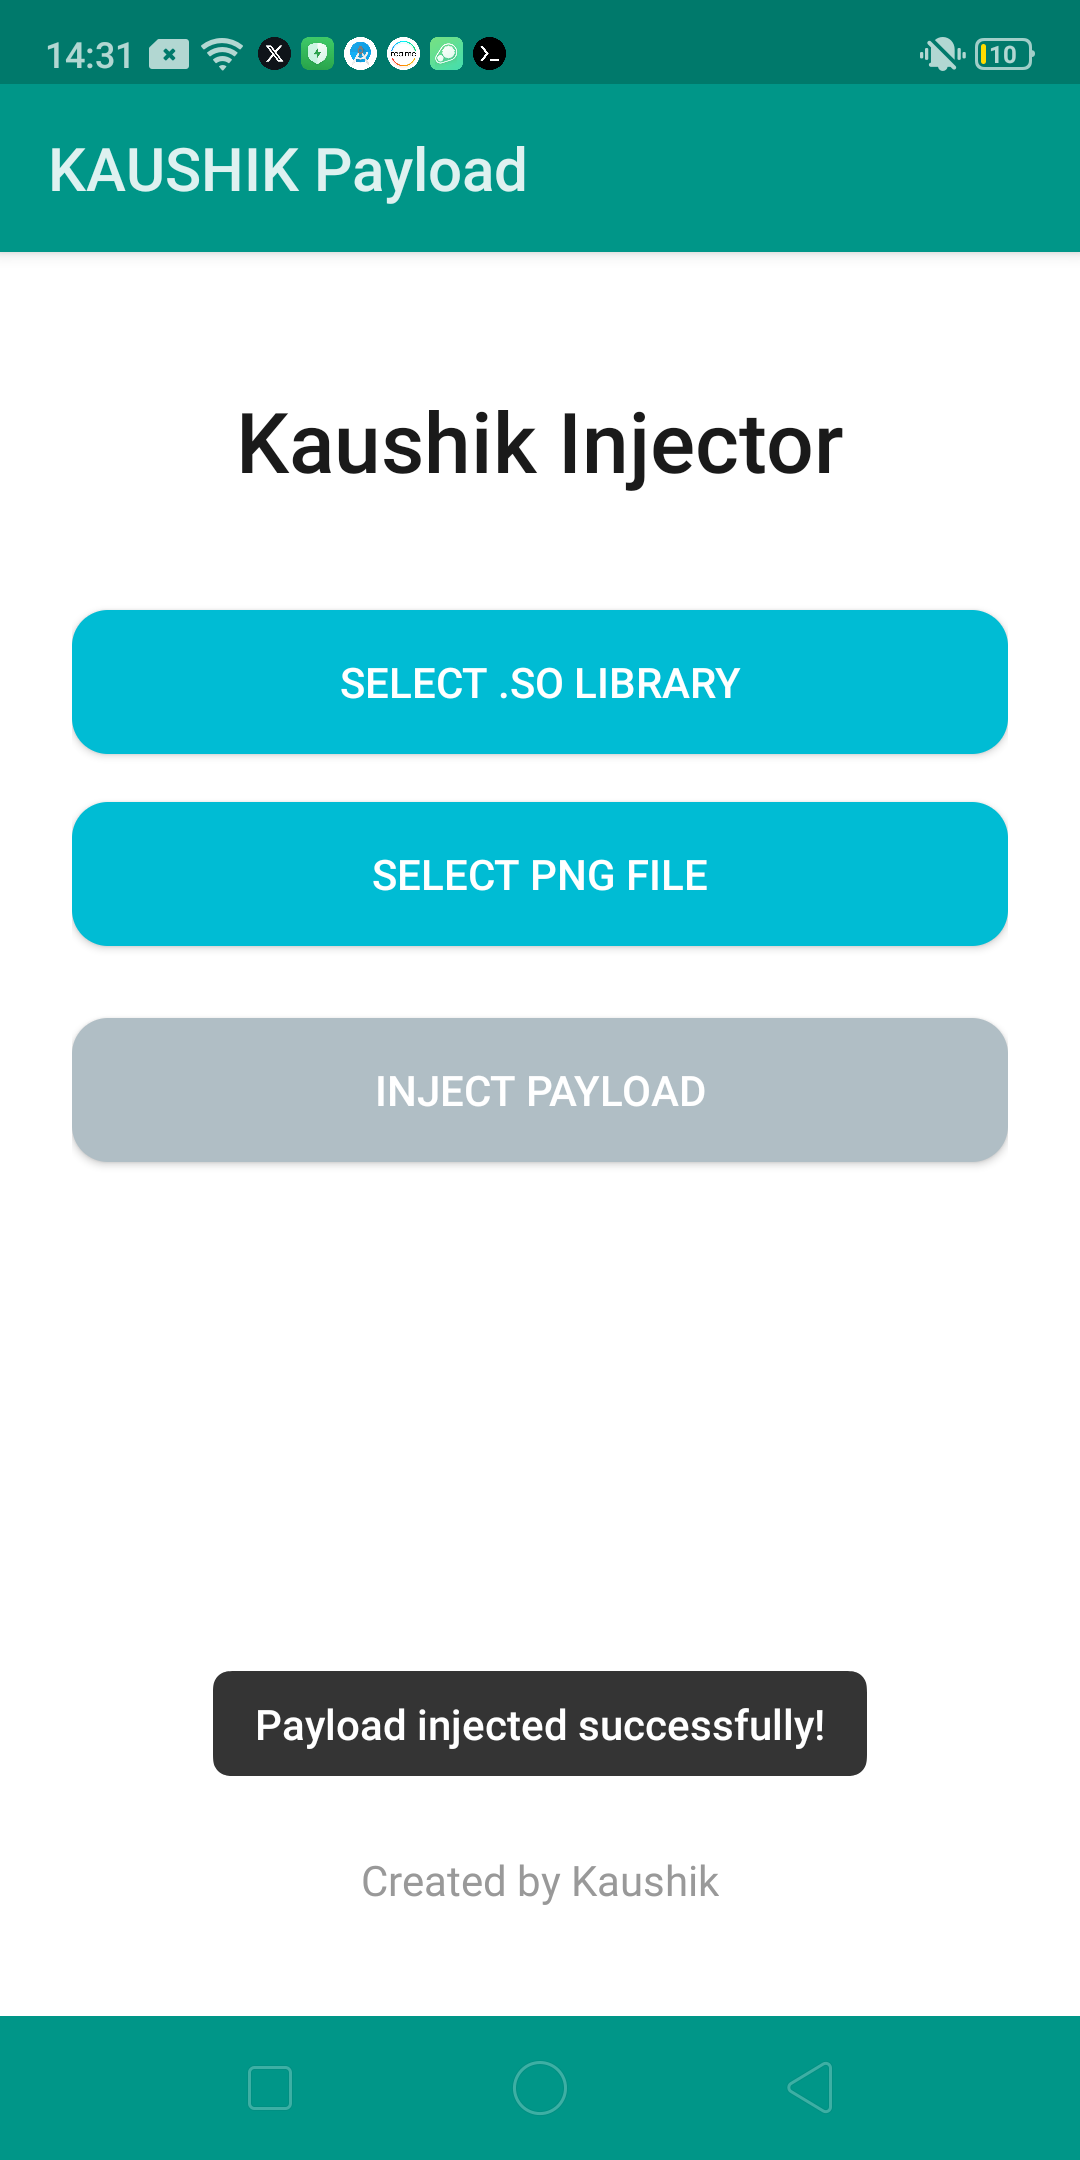 14:31
10
KAUSHIK Payload
Kaushik Injector
SELECT .SO LIBRARY
SELECT PNG FILE
INJECT PAYLOAD
Payload injected successfully!
Created by Kaushik